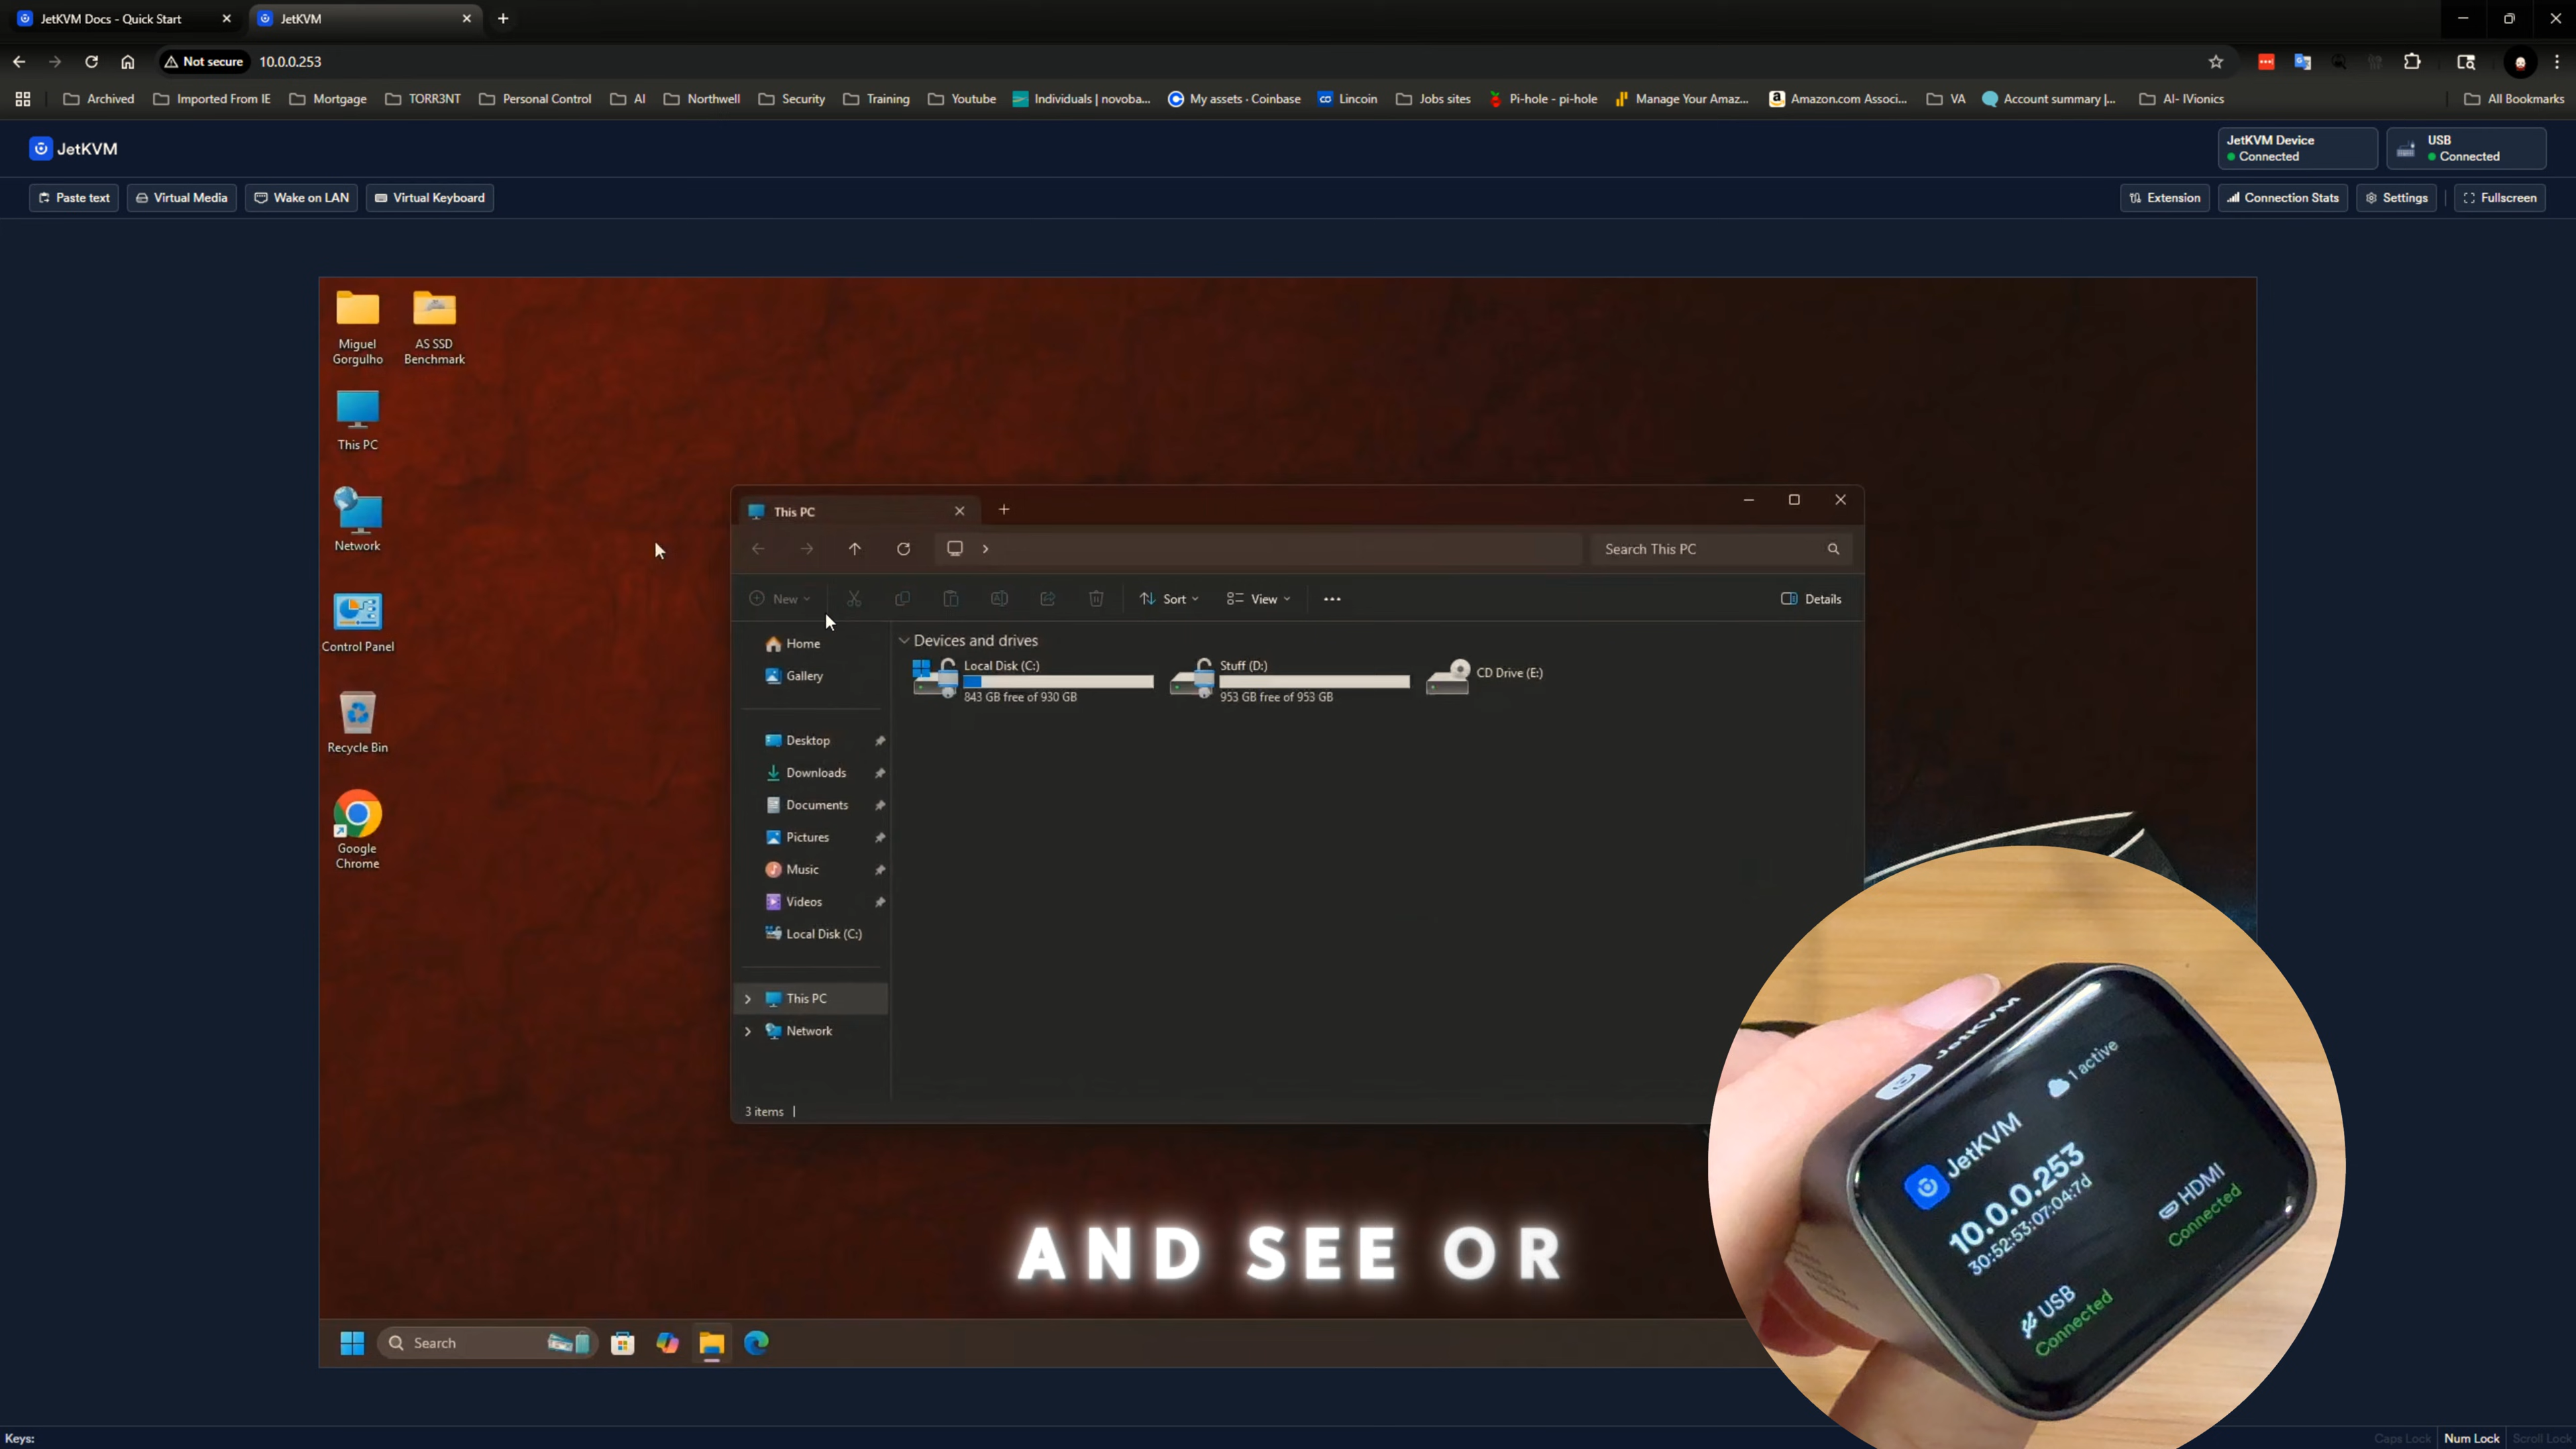 JetKVM Docs - Quick Start
JetKVM
Not secure
10.0.0.253
Archived
Imported From IE
Mortgage
TORR3NT
Personal Control
AI
Northwell
Security
Training
Youtube
Individuals | novoba...
My assets · Coinbase
Lincoin
Jobs sites
Pi-hole - pi-hole
Manage Your Amaz...
Amazon.com Associ...
VA
Account summary |...
AI- IVionics
All Bookmarks
JetKVM
JetKVM Device
Connected
USB
Connected
Paste text
Virtual Media
Wake on LAN
Virtual Keyboard
Extension
Connection Stats
Settings
Fullscreen
Miguel
Gorgulho
AS SSD
Benchmark
This PC
Network
Control Panel
Recycle Bin
Google
Chrome
This PC
Search This PC
New
Sort
View
Details
Home
Gallery
Desktop
Downloads
Documents
Pictures
Music
Videos
Local Disk (C:)
This PC
Network
Devices and drives
Local Disk (C:)
843 GB free of 930 GB
Stuff (D:)
953 GB free of 953 GB
CD Drive (E:)
3 items
AND SEE OR
Search
JetKVM
1 active
JetKVM
10.0.0.253
30:52:53:07:04:7d
HDMI
Connected
USB
Connected
Keys:
Caps Lock
Num Lock
Scroll Lock